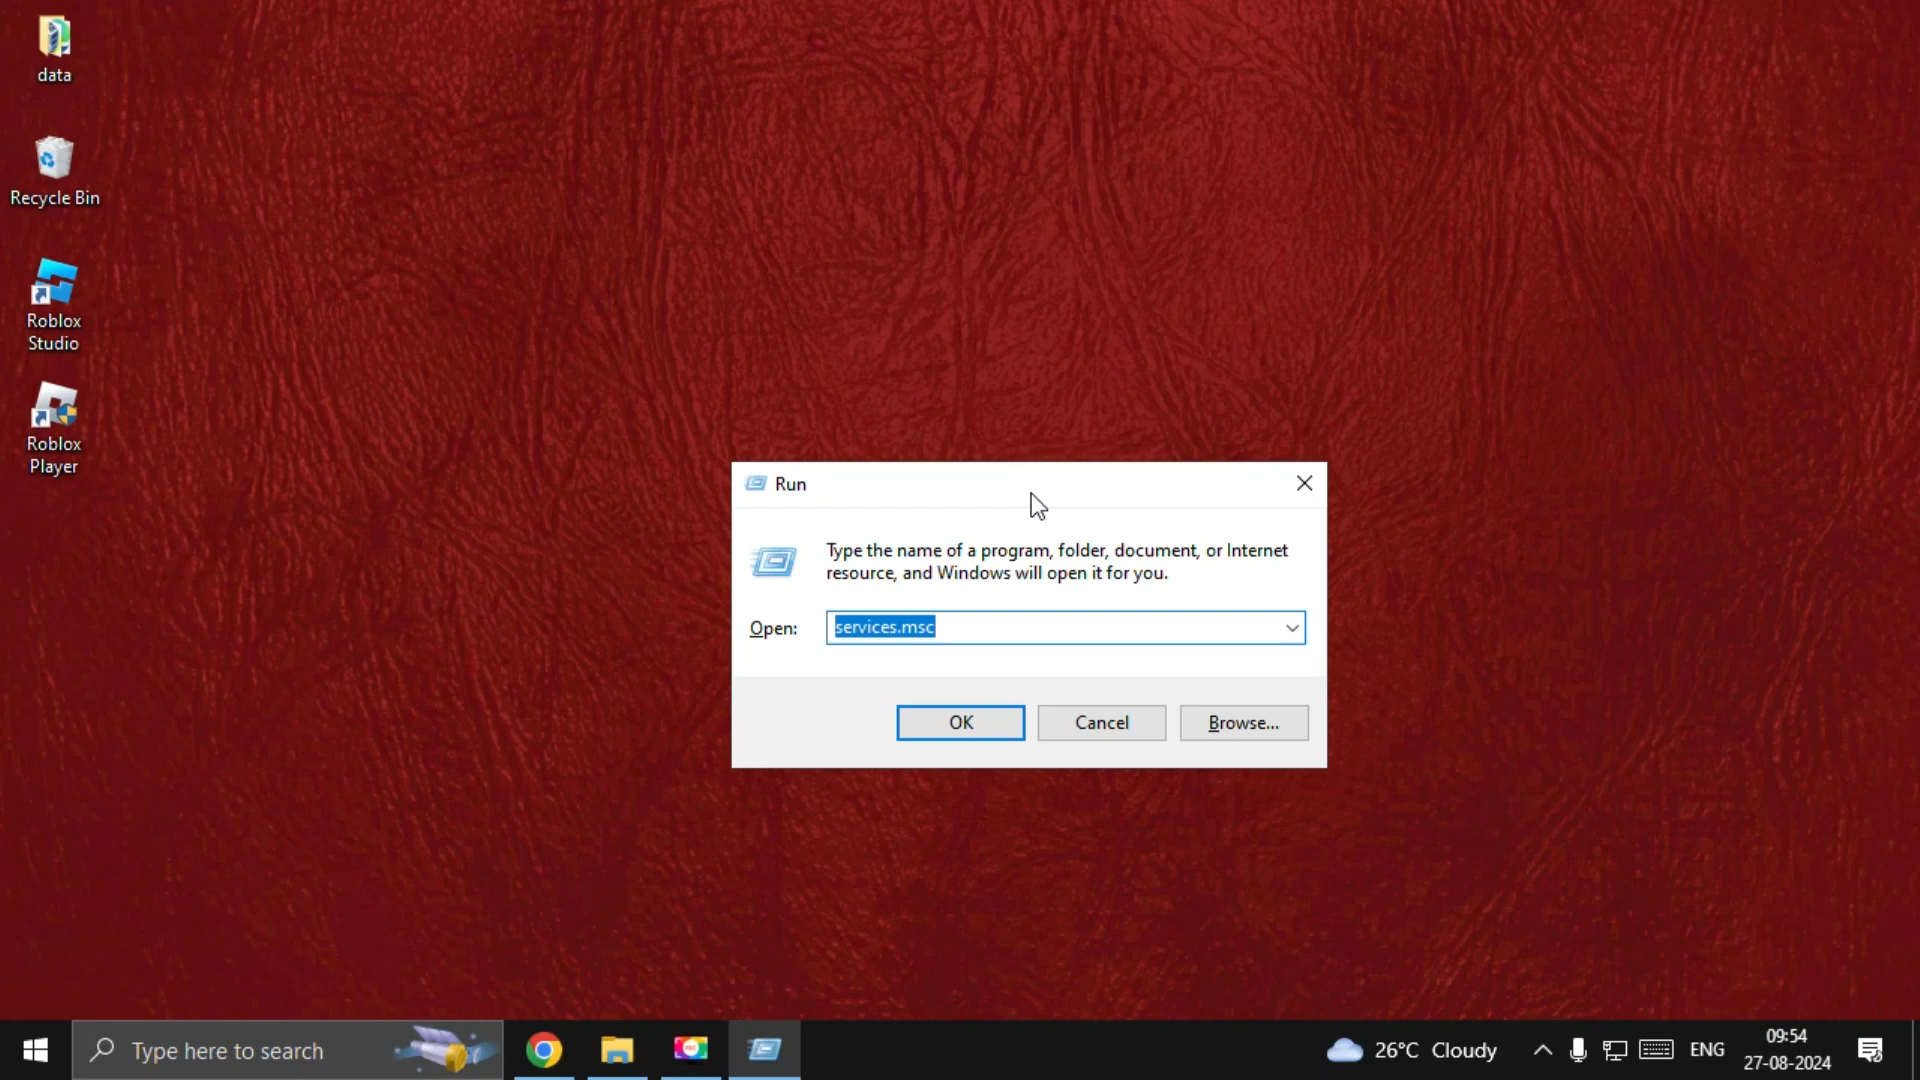 data
Recycle Bin
Roblox
Studio
Roblox
Player
Run
Type the name of a program, folder, document, or Internet
resource, and Windows will open it for you.
Open:
services.msc
OK
Cancel
Browse...
Type here to search
REC
26°C Cloudy
ENG
09:54
27-08-2024